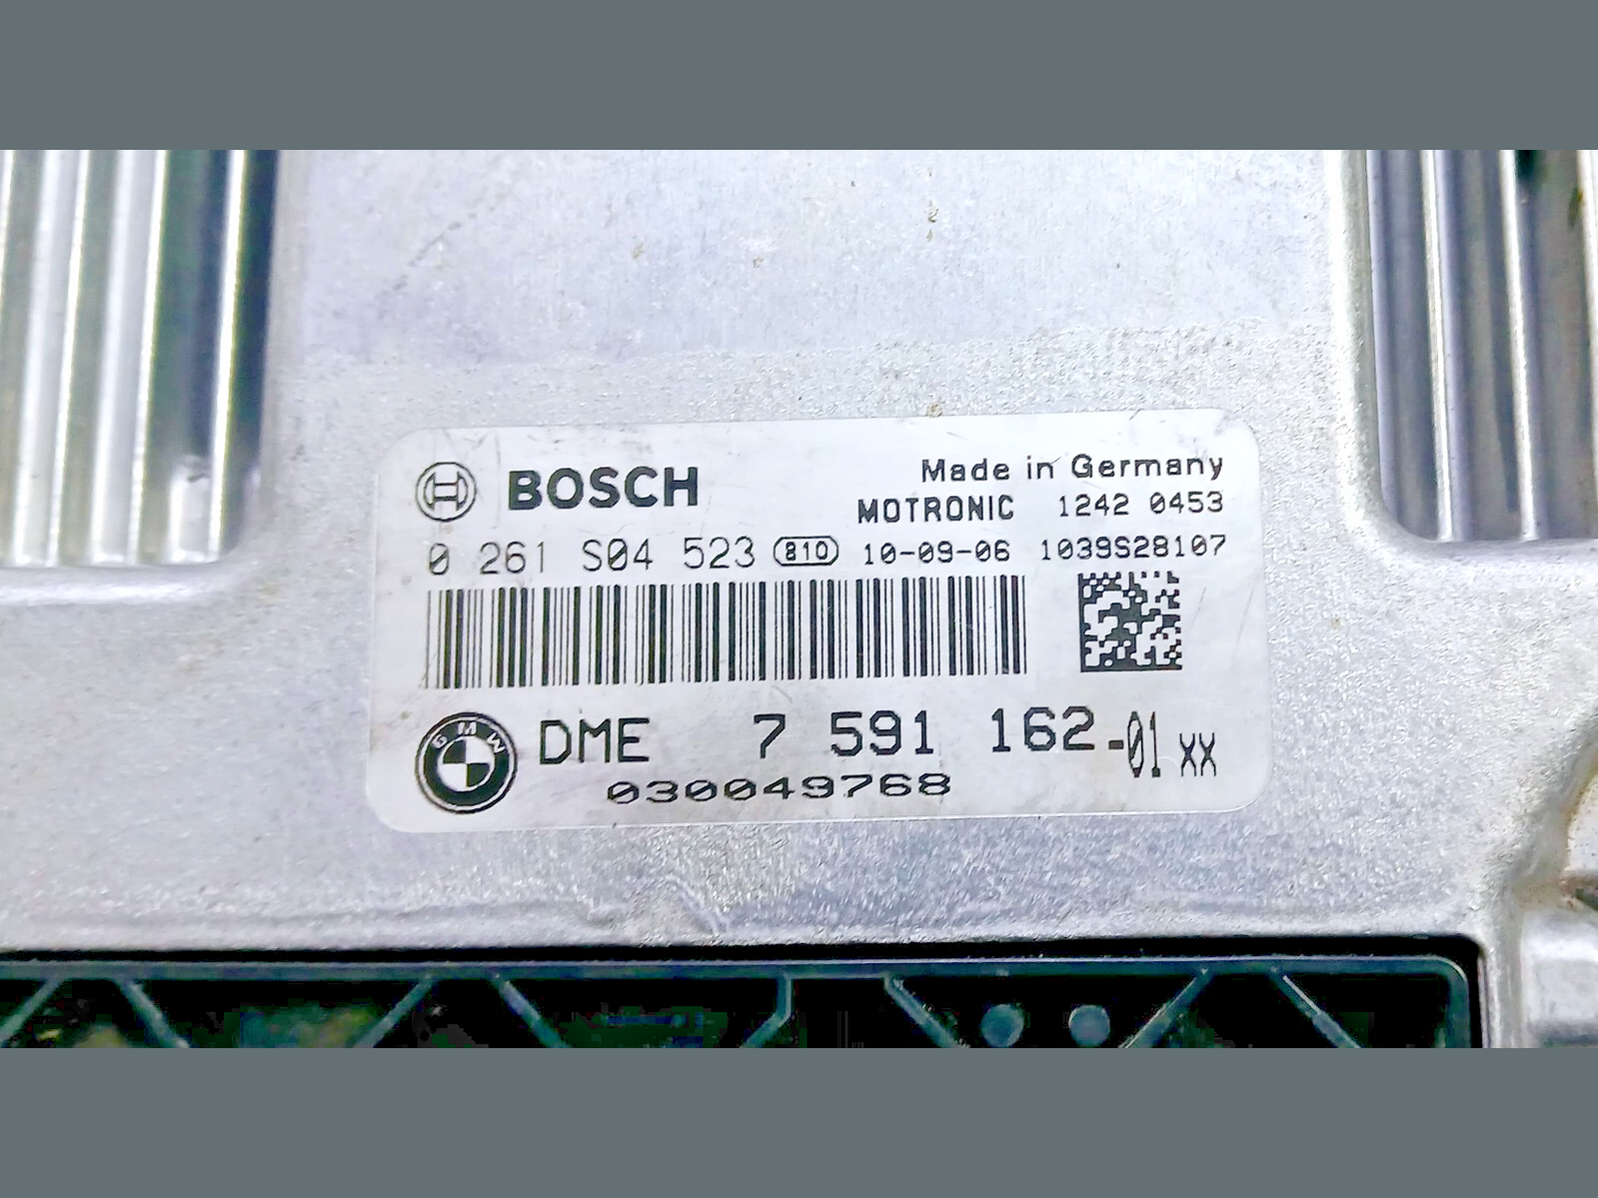 BOSCH
Made in Germany
MOTRONIC 1242 0453
0 261 S04 523 810 10-09-06 1039S28107
BMW DME 7 591 162-01 XX
030049768